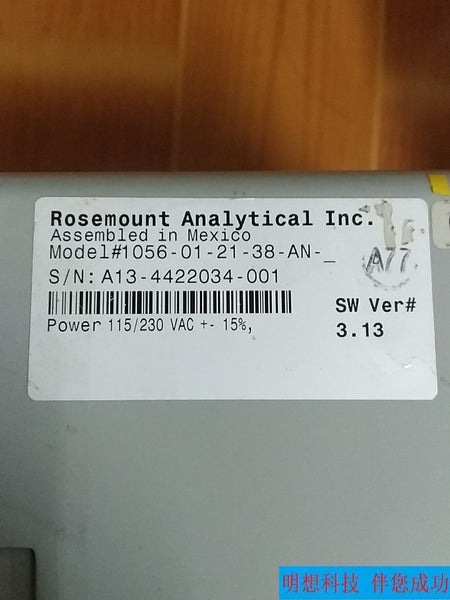 Rosemount Analytical Inc.
Assembled in Mexico
Model#1056-01-21-38-AN-_
S/N: A13-4422034-001
Power 115/230 VAC +- 15%,
SW Ver#
3.13
A77
明想科技 伴您成功